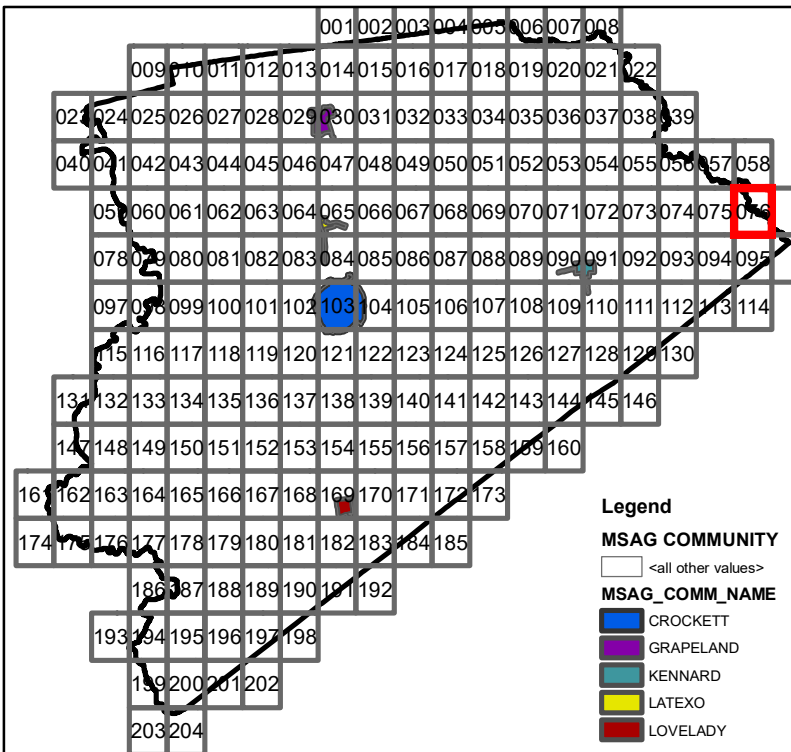 001 002 003 004 005 006 007 008
009 010 011 012 013 014 015 016 017 018 019 020 021 022
023 024 025 026 027 028 029 030 031 032 033 034 035 036 037 038 039
040 041 042 043 044 045 046 047 048 049 050 051 052 053 054 055 056 057 058
059 060 061 062 063 064 065 066 067 068 069 070 071 072 073 074 075 076
078 079 080 081 082 083 084 085 086 087 088 089 090 091 092 093 094 095
097 098 099 100 101 102 103 104 105 106 107 108 109 110 111 112 113 114
115 116 117 118 119 120 121 122 123 124 125 126 127 128 129 130
131 132 133 134 135 136 137 138 139 140 141 142 143 144 145 146
147 148 149 150 151 152 153 154 155 156 157 158 159 160
161 162 163 164 165 166 167 168 169 170 171 172 173
174 175 176 177 178 179 180 181 182 183 184 185
186 187 188 189 190 191 192
193 194 195 196 197 198
199 200 201 202
203 204
Legend
MSAG COMMUNITY
<all other values>
MSAG_COMM_NAME
CROCKETT
GRAPELAND
KENNARD
LATEXO
LOVELADY